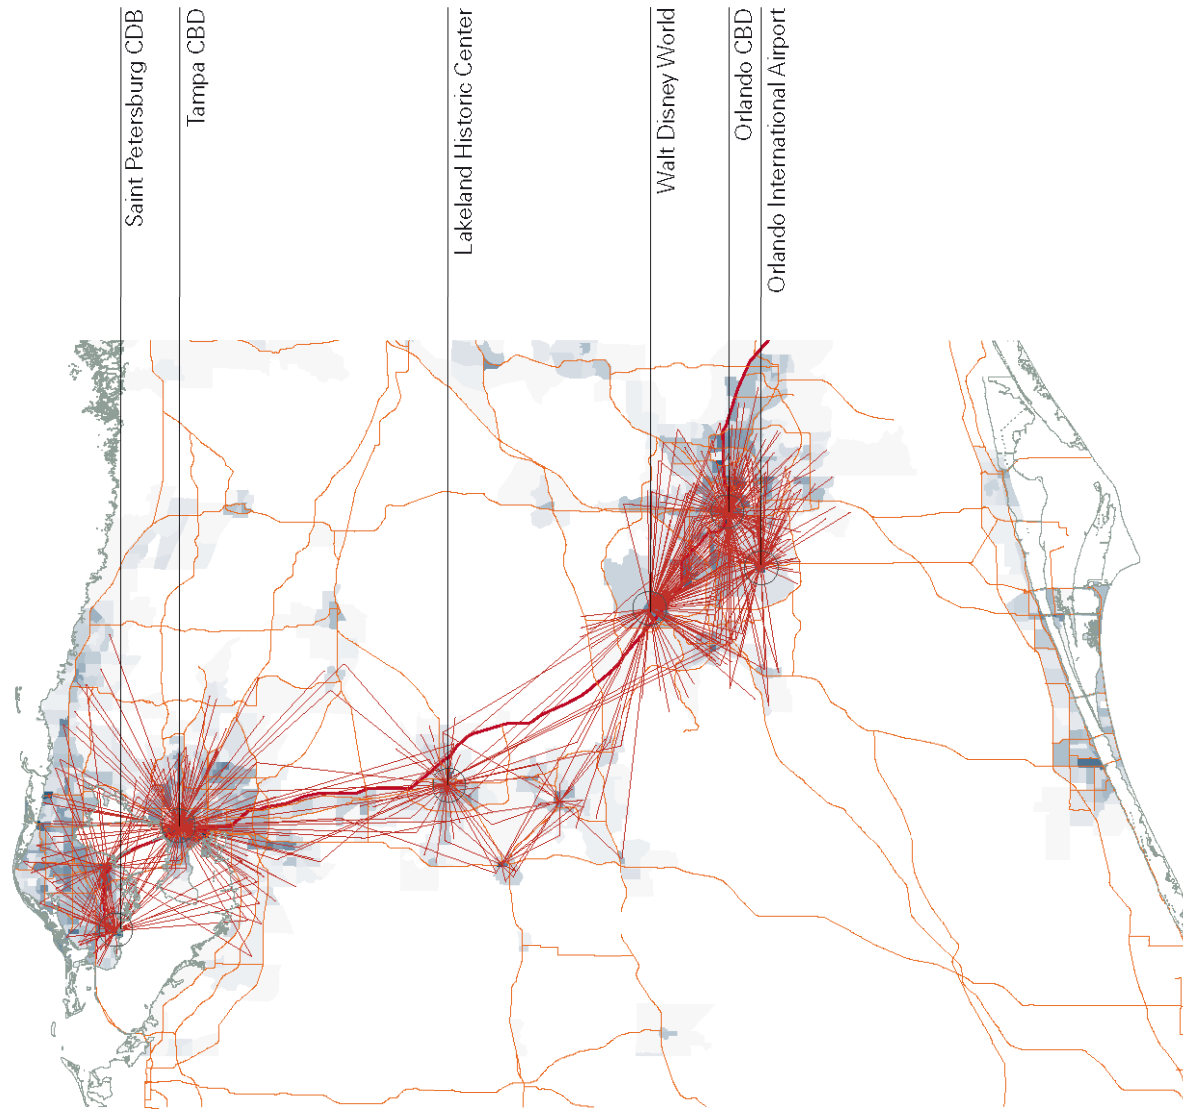 Saint Petersburg CDB
Tampa CBD
Lakeland Historic Center
Walt Disney World
Orlando CBD
Orlando International Airport